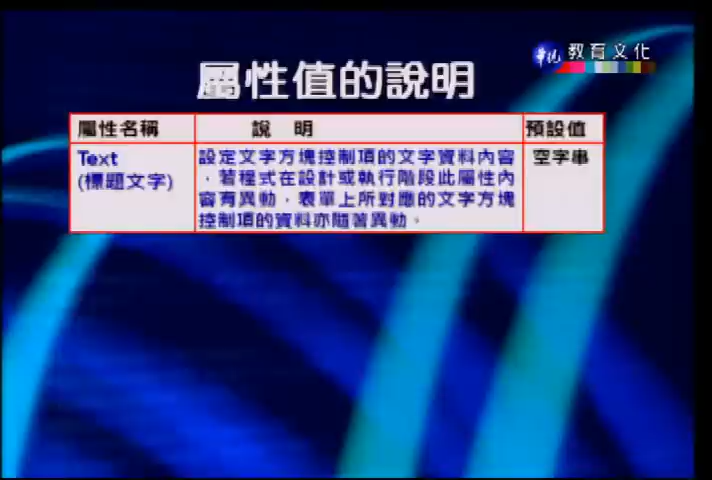 華視 教育文化
屬性值的說明
屬性名稱 說 明 預設值
Text 設定文字方塊控制項的文字資料內容 空字串
(標題文字) ，若程式在設計或執行階段此屬性內
容有異動，表單上所對應的文字方塊
控制項的資料亦隨著異動。